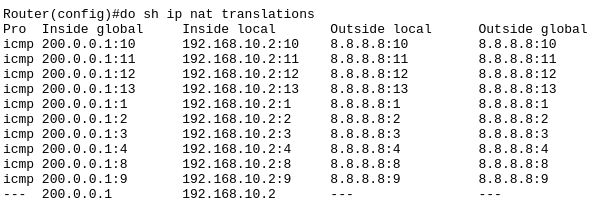 Router(config)#do sh ip nat translations
Pro  Inside global     Inside local       Outside local      Outside global
icmp 200.0.0.1:10      192.168.10.2:10    8.8.8.8:10         8.8.8.8:10
icmp 200.0.0.1:11      192.168.10.2:11    8.8.8.8:11         8.8.8.8:11
icmp 200.0.0.1:12      192.168.10.2:12    8.8.8.8:12         8.8.8.8:12
icmp 200.0.0.1:13      192.168.10.2:13    8.8.8.8:13         8.8.8.8:13
icmp 200.0.0.1:1       192.168.10.2:1     8.8.8.8:1          8.8.8.8:1
icmp 200.0.0.1:2       192.168.10.2:2     8.8.8.8:2          8.8.8.8:2
icmp 200.0.0.1:3       192.168.10.2:3     8.8.8.8:3          8.8.8.8:3
icmp 200.0.0.1:4       192.168.10.2:4     8.8.8.8:4          8.8.8.8:4
icmp 200.0.0.1:8       192.168.10.2:8     8.8.8.8:8          8.8.8.8:8
icmp 200.0.0.1:9       192.168.10.2:9     8.8.8.8:9          8.8.8.8:9
---  200.0.0.1         192.168.10.2       ---                ---